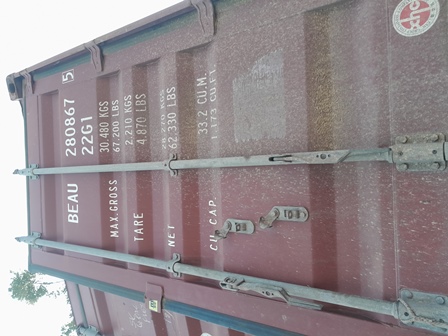 BEAU 280867 5
22G1
MAX.GROSS 30.480 KGS
67.200 LBS
TARE 2.210 KGS
4.870 LBS
NET 28.270 KGS
62.330 LBS
CU. CAP. 33.2 CU.M.
1.173 CU.FT.